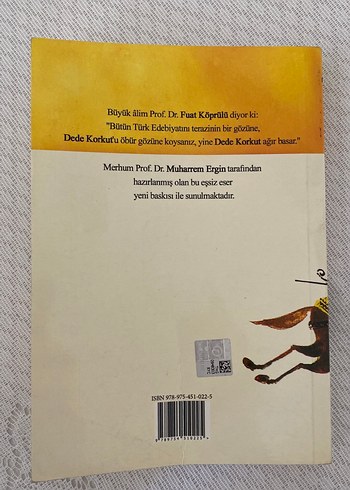 Büyük âlim Prof. Dr. Fuat Köprülü diyor ki:
"Bütün Türk Edebiyatını terazinin bir gözüne,
Dede Korkut'u öbür gözüne koysanız, yine Dede Korkut ağır basar."
Merhum Prof. Dr. Muharrem Ergin tarafından
hazırlanmış olan bu eşsiz eser
yeni baskısı ile sunulmaktadır.
ISBN 978-975-451-022-5